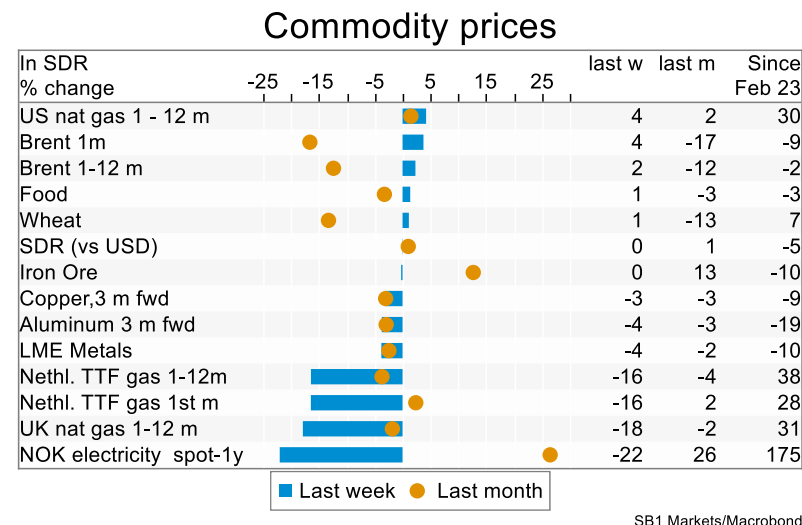 Commodity prices
In SDR last w last m Since
% change -25 -15 -5 5 15 25 Feb 23
US nat gas 1 - 12 m 4 2 30
Brent 1m 4 -17 -9
Brent 1-12 m 2 -12 -2
Food 1 -3 -3
Wheat 1 -13 7
SDR (vs USD) 0 1 -5
Iron Ore 0 13 -10
Copper,3 m fwd -3 -3 -9
Aluminum 3 m fwd -4 -3 -19
LME Metals -4 -2 -10
Nethl. TTF gas 1-12m -16 -4 38
Nethl. TTF gas 1st m -16 2 28
UK nat gas 1-12 m -18 -2 31
NOK electricity spot-1y -22 26 175
Last week Last month
SB1 Markets/Macrobond